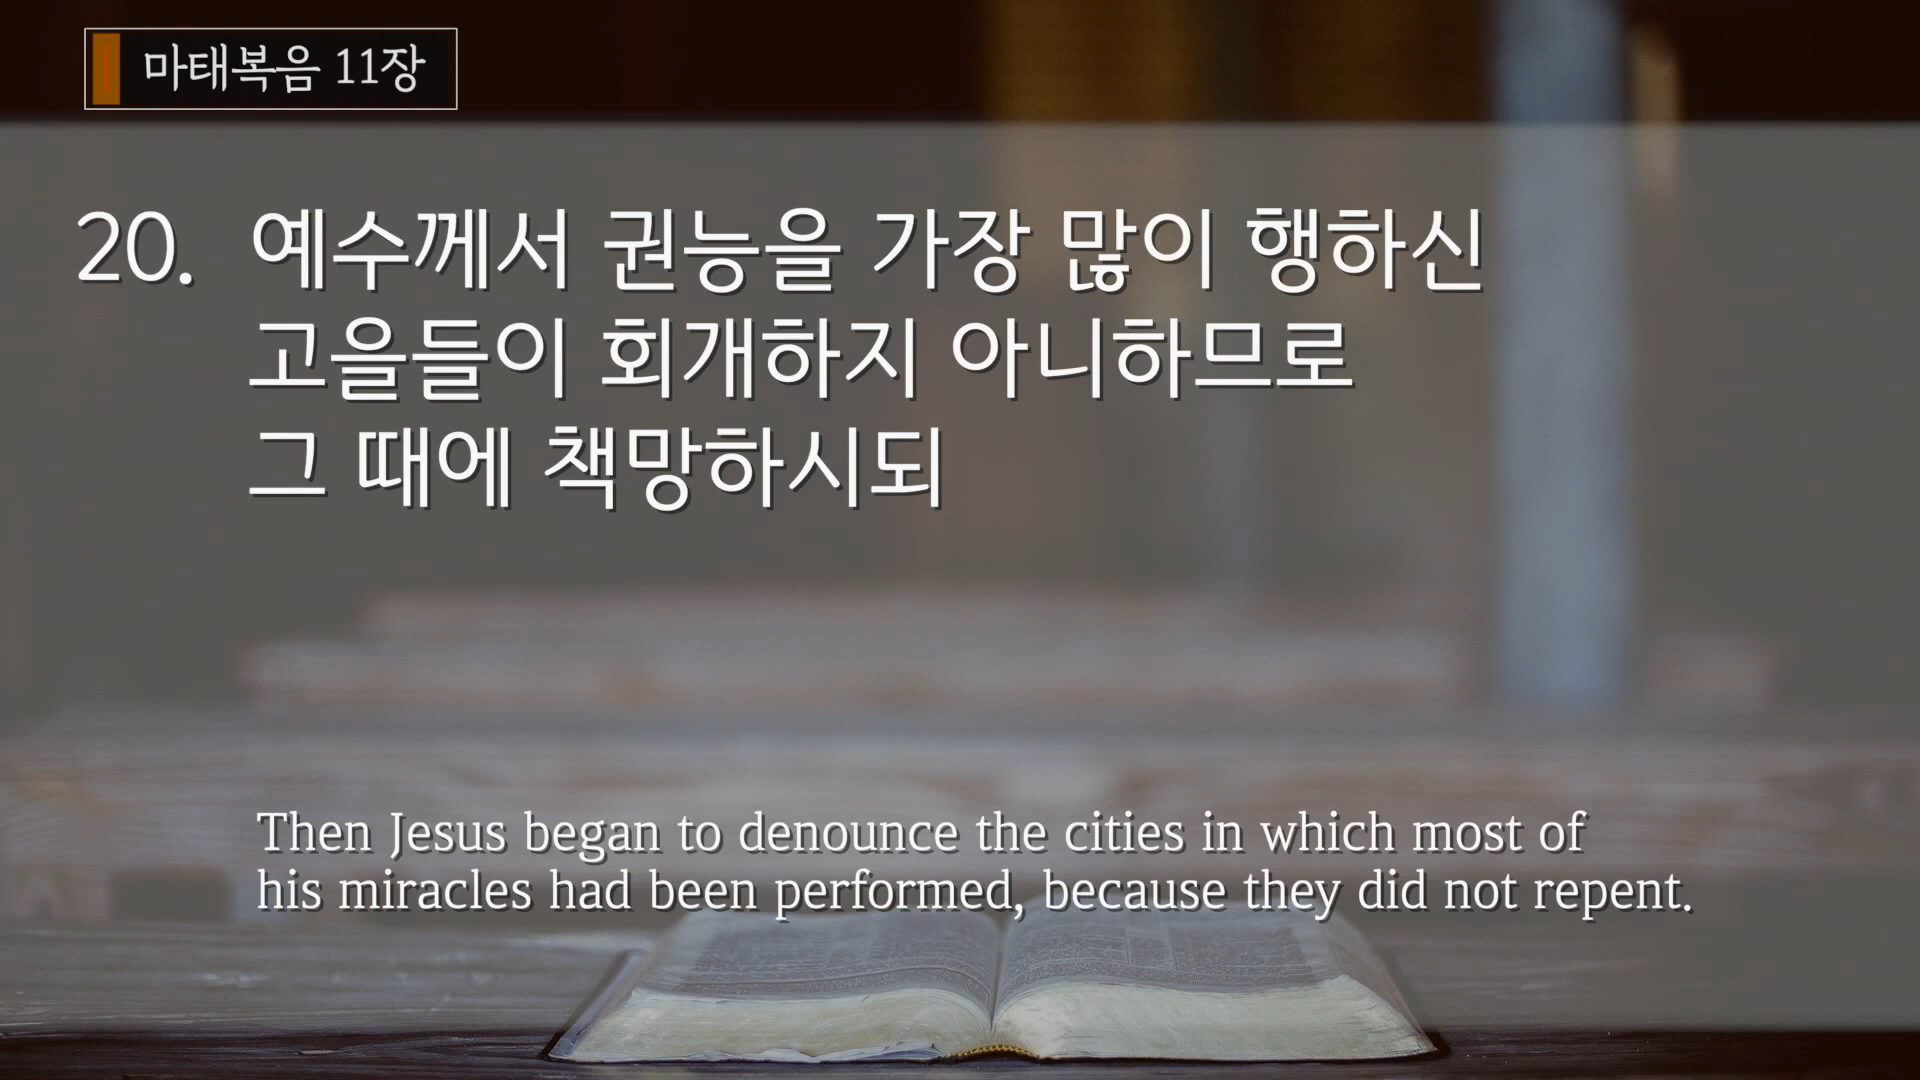 마태복음 11장
20. 예수께서 권능을 가장 많이 행하신
고을들이 회개하지 아니하므로
그 때에 책망하시되
Then Jesus began to denounce the cities in which most of
his miracles had been performed, because they did not repent.